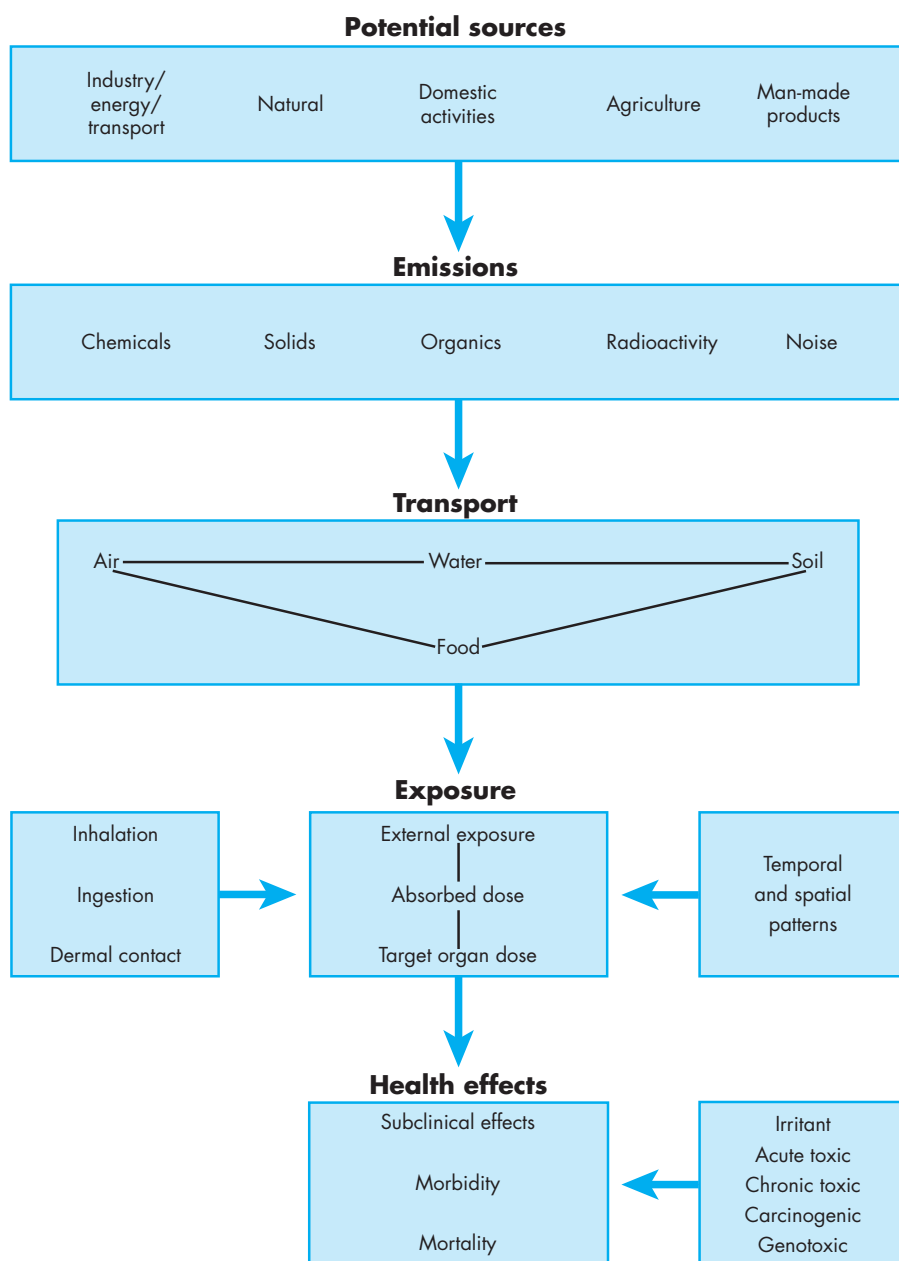 Potential sources
Industry/
energy/
transport
Natural
Domestic
activities
Agriculture
Man-made
products
Emissions
Chemicals
Solids
Organics
Radioactivity
Noise
Transport
Air
Water
Soil
Food
Exposure
Inhalation
Ingestion
Dermal contact
External exposure
Absorbed dose
Target organ dose
Temporal
and spatial
patterns
Health effects
Subclinical effects
Morbidity
Mortality
Irritant
Acute toxic
Chronic toxic
Carcinogenic
Genotoxic